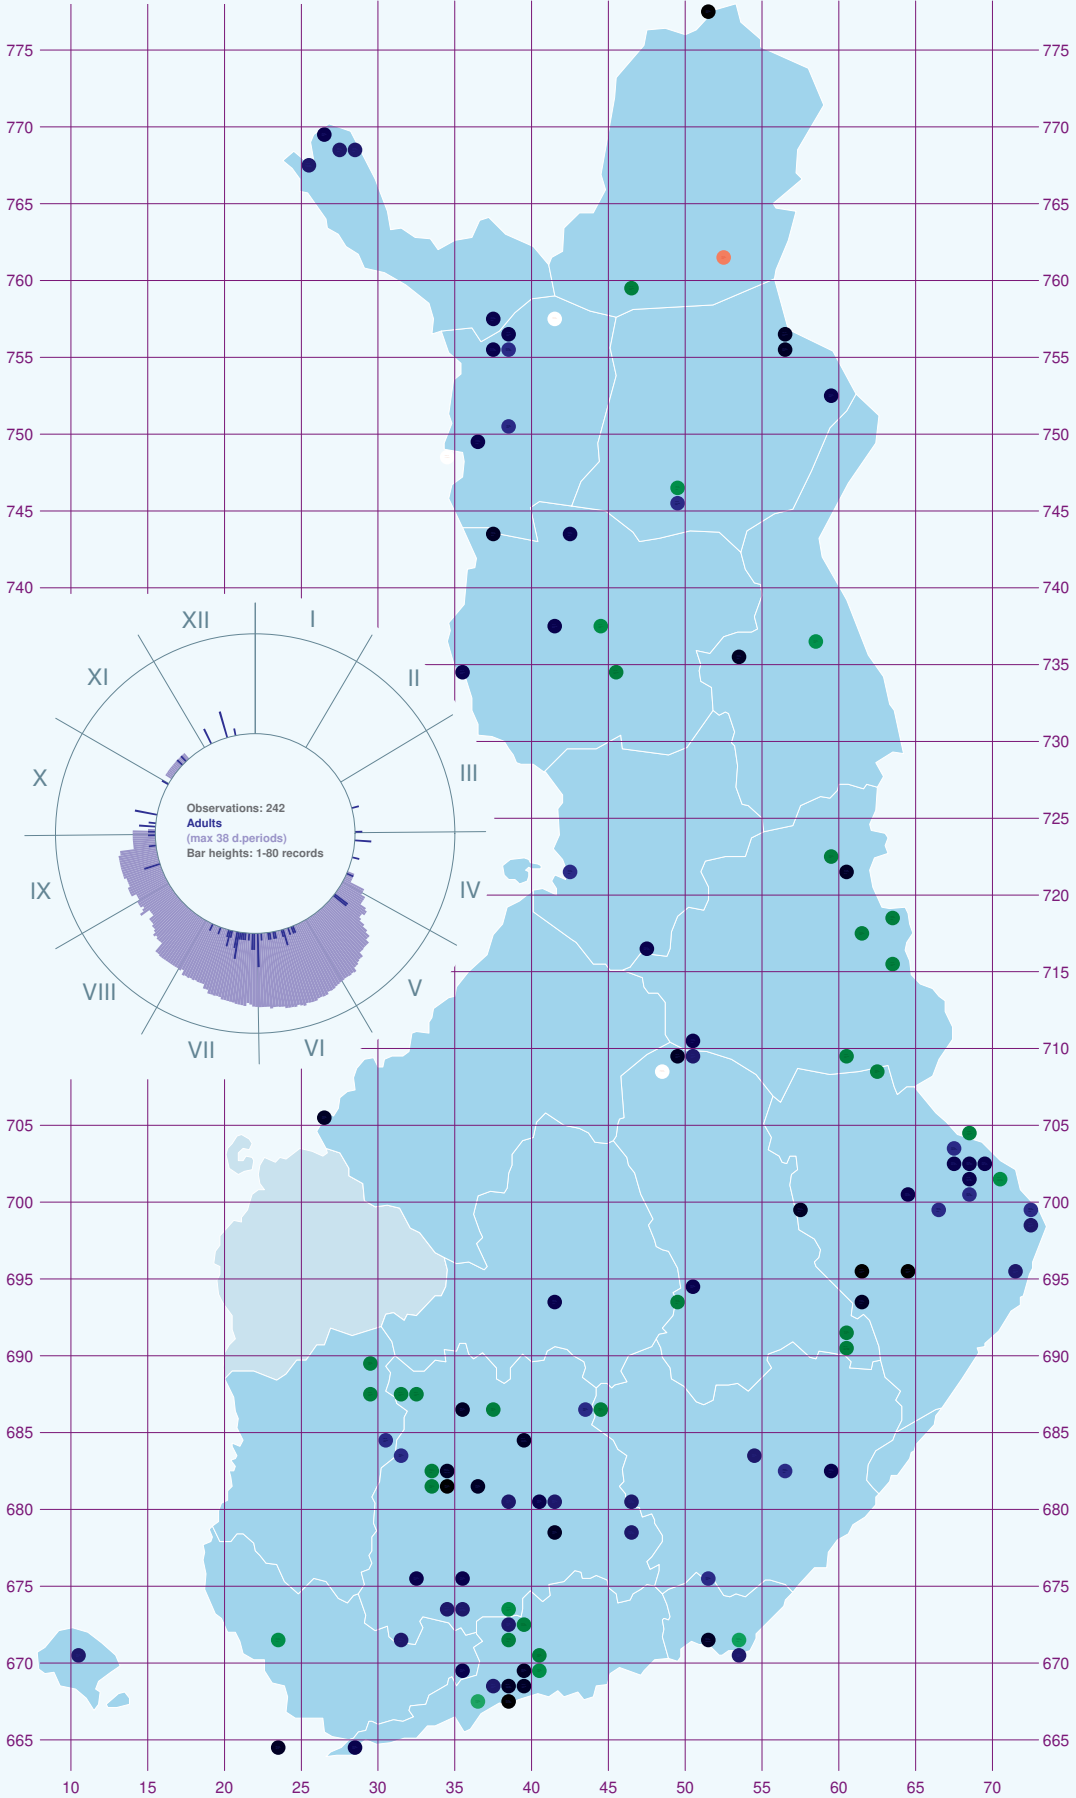 775 775
770 770
765 765
760 760
755 755
750 750
745 745
740 740
XII I
XI II
735 735
X III
730 730
Observations: 242
Adults
(max 38 d.periods)
Bar heights: 1-80 records
725
IX IV
720
VIII V
715
VII VI
710
705 705
700 700
695 695
690 690
685 685
680 680
675 675
670 670
665 665
10 15 20 25 30 35 40 45 50 55 60 65 70